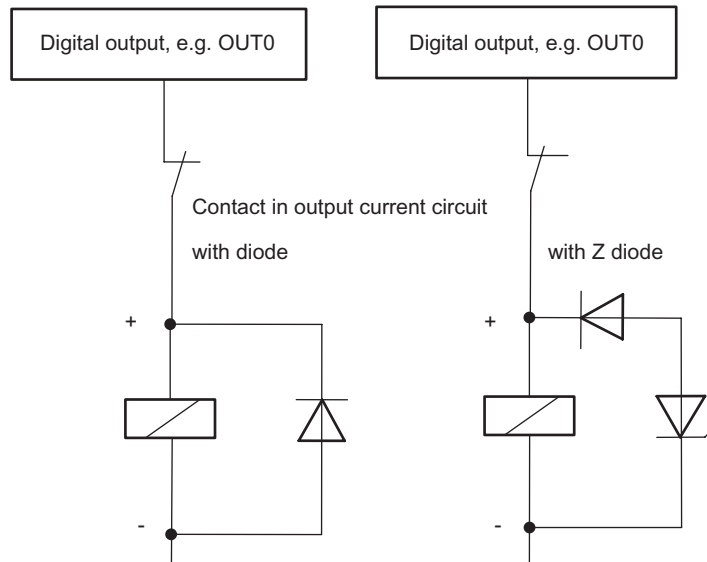 Digital output, e.g. OUT0
Digital output, e.g. OUT0
Contact in output current circuit
with diode
with Z diode
+
+
-
-